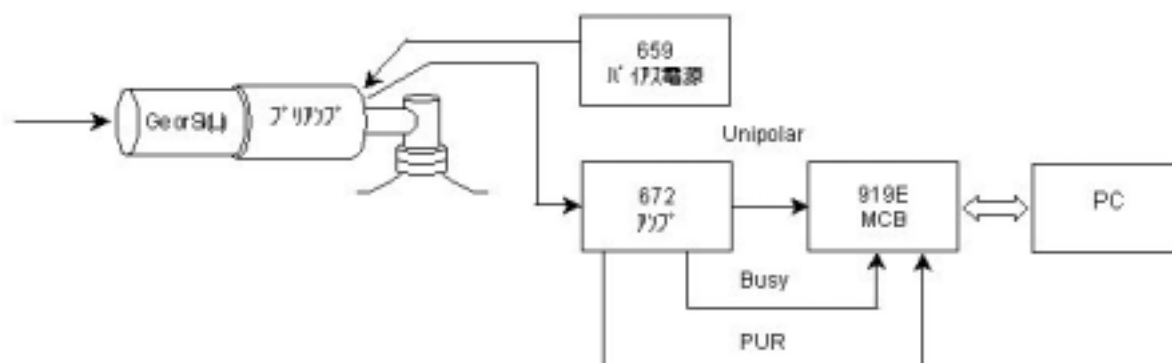 659
バイアス電源
Ge or Si(Li)
プリアンプ
Unipolar
672
アンプ
919E
MCB
PC
Busy
PUR